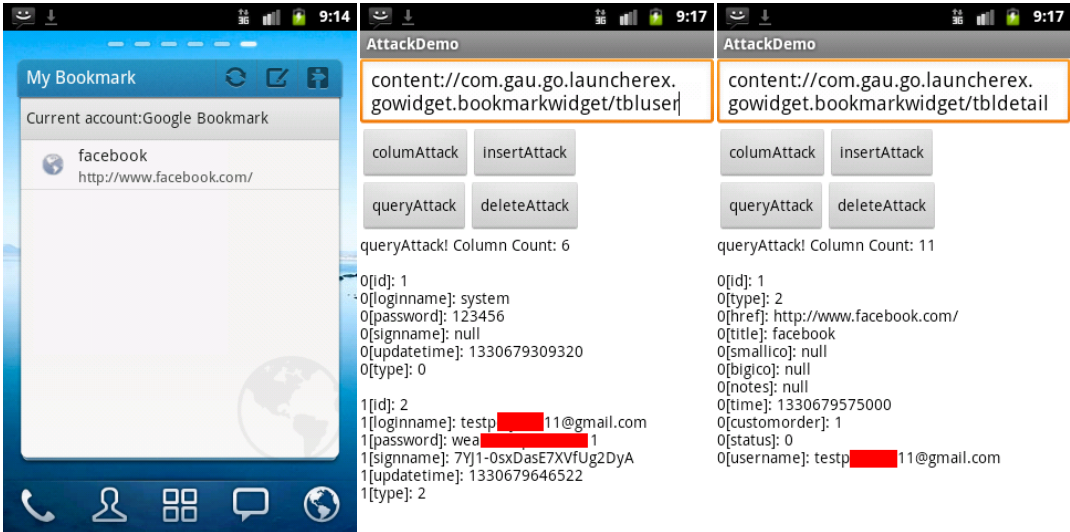 9:14
My Bookmark
Current account:Google Bookmark
facebook
http://www.facebook.com/
3G 9:17
AttackDemo
content://com.gau.go.launcherex.
gowidget.bookmarkwidget/tbluser
columAttack insertAttack
queryAttack deleteAttack
queryAttack! Column Count: 6
0[id]: 1
0[loginname]: system
0[password]: 123456
0[signname]: null
0[updatetime]: 1330679309320
0[type]: 0
1[id]: 2
1[loginname]: testp 11@gmail.com
1[password]: wea 1
1[signname]: 7YJ1-0sxDasE7XVfUg2DyA
1[updatetime]: 1330679646522
1[type]: 2
3G 9:17
AttackDemo
content://com.gau.go.launcherex.
gowidget.bookmarkwidget/tbldetail
columAttack insertAttack
queryAttack deleteAttack
queryAttack! Column Count: 11
0[id]: 1
0[type]: 2
0[href]: http://www.facebook.com/
0[title]: facebook
0[smallico]: null
0[bigico]: null
0[notes]: null
0[time]: 1330679575000
0[customorder]: 1
0[status]: 0
0[username]: testp 11@gmail.com